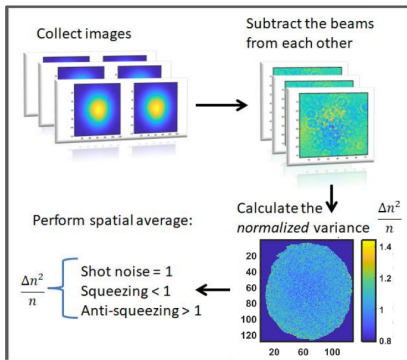 Collect images
Subtract the beams
from each other
Calculate the
normalized variance
Δn²
n
20
40
60
80
100
120
20 60 100
1.4
1.2
1
0.8
Perform spatial average:
Δn²
n
Shot noise = 1
Squeezing < 1
Anti-squeezing > 1